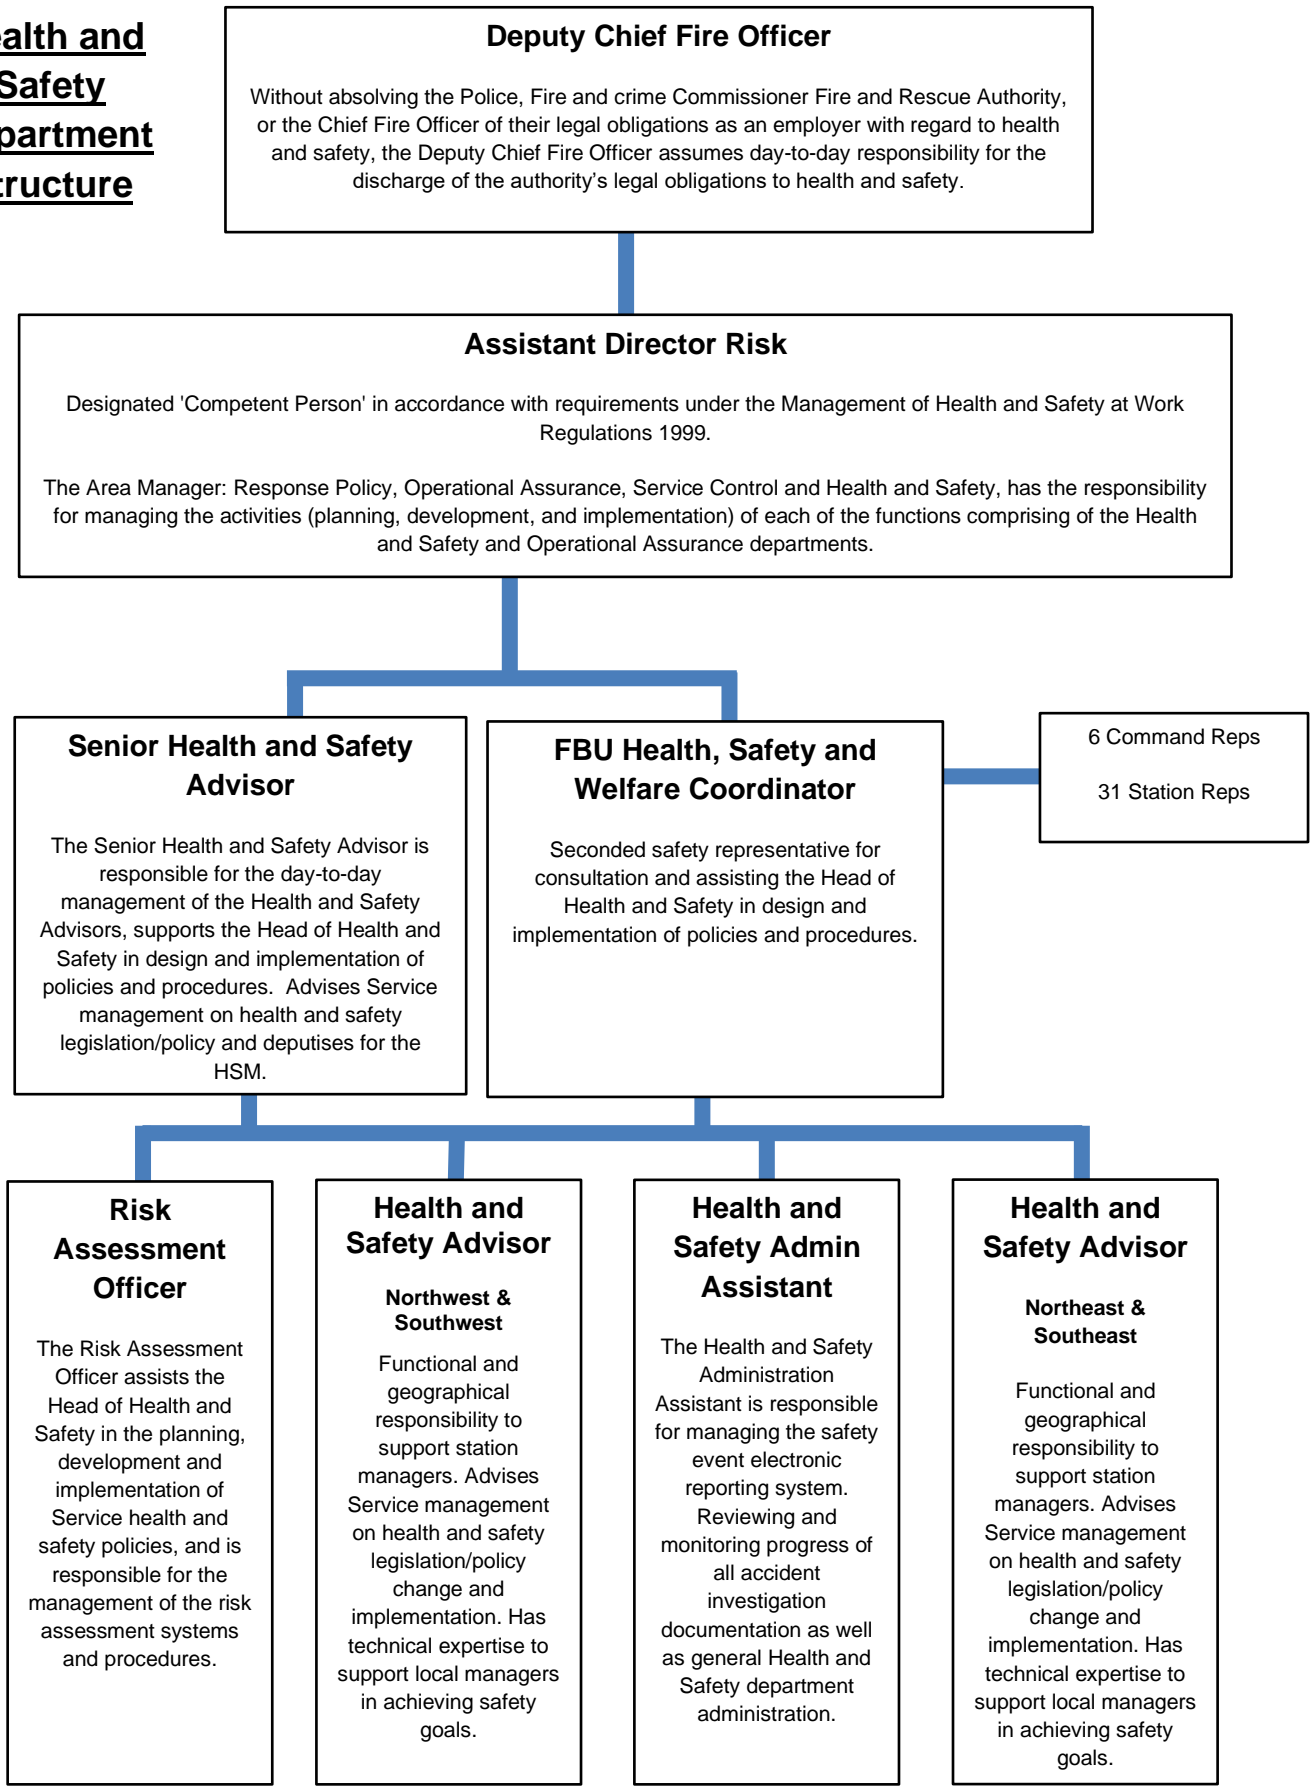 ealth and
Safety
partment
tructure
Deputy Chief Fire Officer
Without absolving the Police, Fire and crime Commissioner Fire and Rescue Authority,
or the Chief Fire Officer of their legal obligations as an employer with regard to health
and safety, the Deputy Chief Fire Officer assumes day-to-day responsibility for the
discharge of the authority’s legal obligations to health and safety.
Assistant Director Risk
Designated 'Competent Person' in accordance with requirements under the Management of Health and Safety at Work
Regulations 1999.
The Area Manager: Response Policy, Operational Assurance, Service Control and Health and Safety, has the responsibility
for managing the activities (planning, development, and implementation) of each of the functions comprising of the Health
and Safety and Operational Assurance departments.
Senior Health and Safety
Advisor
The Senior Health and Safety Advisor is
responsible for the day-to-day
management of the Health and Safety
Advisors, supports the Head of Health and
Safety in design and implementation of
policies and procedures.  Advises Service
management on health and safety
legislation/policy and deputises for the
HSM.
FBU Health, Safety and
Welfare Coordinator
Seconded safety representative for
consultation and assisting the Head of
Health and Safety in design and
implementation of policies and procedures.
6 Command Reps
31 Station Reps
Risk
Assessment
Officer
The Risk Assessment
Officer assists the
Head of Health and
Safety in the planning,
development and
implementation of
Service health and
safety policies, and is
responsible for the
management of the risk
assessment systems
and procedures.
Health and
Safety Advisor
Northwest &
Southwest
Functional and
geographical
responsibility to
support station
managers. Advises
Service management
on health and safety
legislation/policy
change and
implementation. Has
technical expertise to
support local managers
in achieving safety
goals.
Health and
Safety Admin
Assistant
The Health and Safety
Administration
Assistant is responsible
for managing the safety
event electronic
reporting system.
Reviewing and
monitoring progress of
all accident
investigation
documentation as well
as general Health and
Safety department
administration.
Health and
Safety Advisor
Northeast &
Southeast
Functional and
geographical
responsibility to
support station
managers. Advises
Service management
on health and safety
legislation/policy
change and
implementation. Has
technical expertise to
support local managers
in achieving safety
goals.